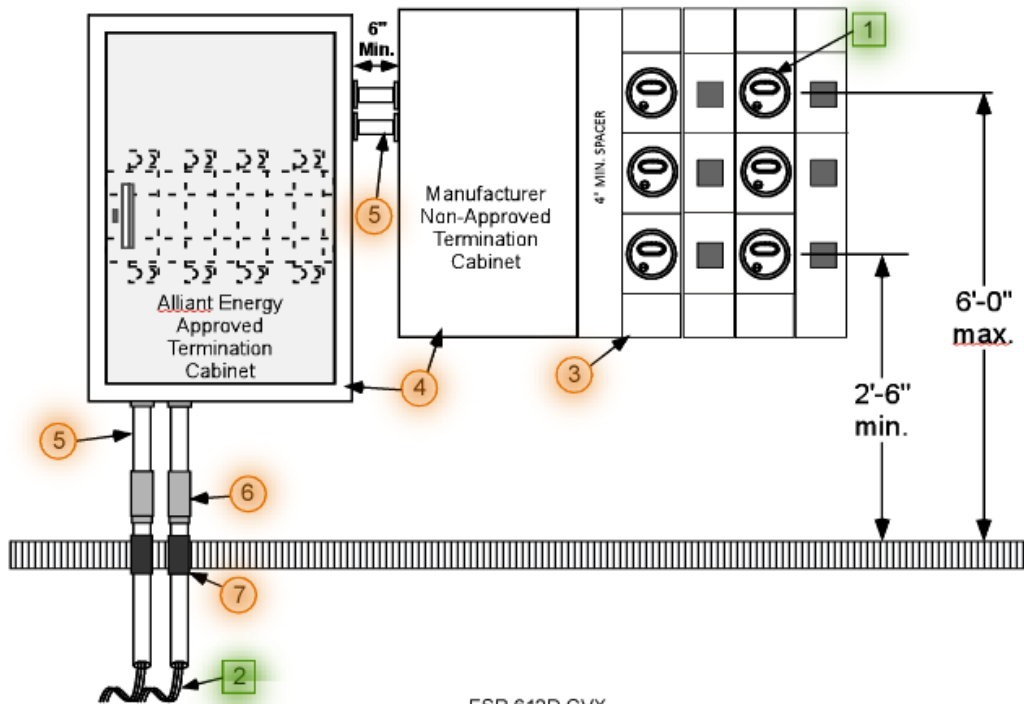 6"
Min.
1
5
4" MIN. SPACER
Manufacturer
Non-Approved
Termination
Cabinet
Alliant Energy
Approved
Termination
Cabinet
6'-0"
max.
4
3
2'-6"
min.
5
6
7
2